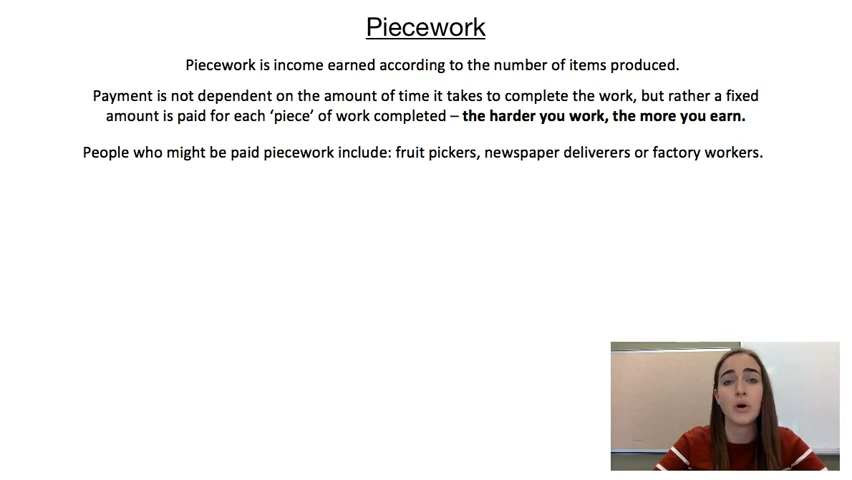 Piecework
Piecework is income earned according to the number of items produced.
Payment is not dependent on the amount of time it takes to complete the work, but rather a fixed
amount is paid for each ‘piece’ of work completed – the harder you work, the more you earn.
People who might be paid piecework include: fruit pickers, newspaper deliverers or factory workers.